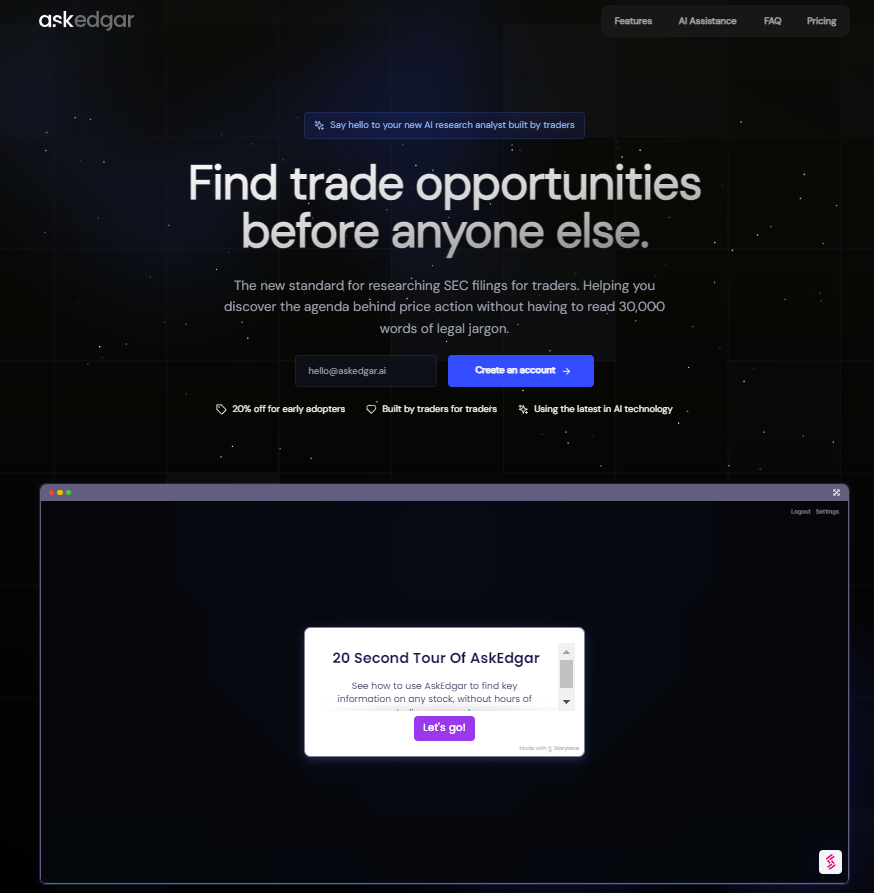 askedgar
Features AI Assistance FAQ Pricing
Say hello to your new AI research analyst built by traders
Find trade opportunities
before anyone else.
The new standard for researching SEC filings for traders. Helping you
discover the agenda behind price action without having to read 30,000
words of legal jargon.
hello@askedgar.ai
Create an account →
20% off for early adopters Built by traders for traders Using the latest in AI technology
Logout Settings
20 Second Tour Of AskEdgar
See how to use AskEdgar to find key
information on any stock, without hours of
Let's go!
Made with Storylane